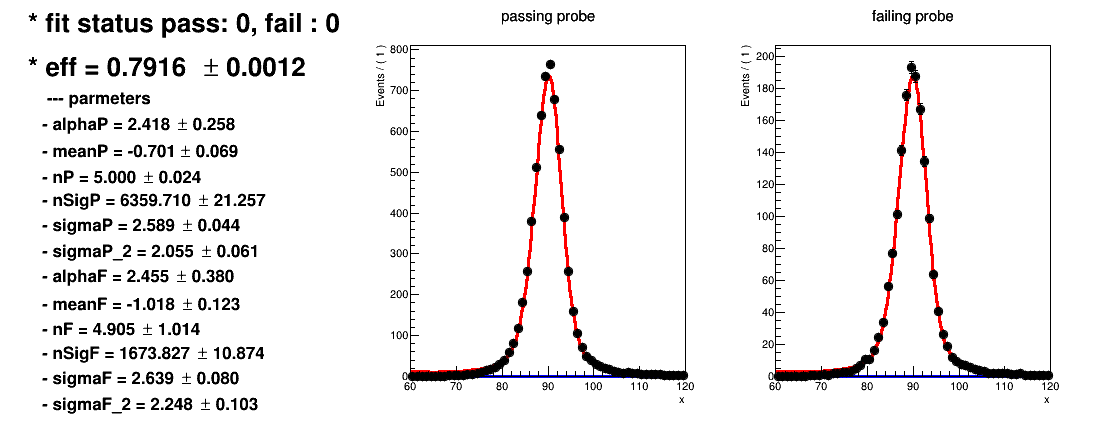 * fit status pass: 0, fail : 0
* eff = 0.7916 ± 0.0012
--- parmeters
- alphaP = 2.418 ± 0.258
- meanP = -0.701 ± 0.069
- nP = 5.000 ± 0.024
- nSigP = 6359.710 ± 21.257
- sigmaP = 2.589 ± 0.044
- sigmaP_2 = 2.055 ± 0.061
- alphaF = 2.455 ± 0.380
- meanF = -1.018 ± 0.123
- nF = 4.905 ± 1.014
- nSigF = 1673.827 ± 10.874
- sigmaF = 2.639 ± 0.080
- sigmaF_2 = 2.248 ± 0.103
passing probe
Events / ( 1 )
800
700
600
500
400
300
200
100
0
60 70 80 90 100 110 120
x
failing probe
Events / ( 1 )
200
180
160
140
120
100
80
60
40
20
0
60 70 80 90 100 110 120
x